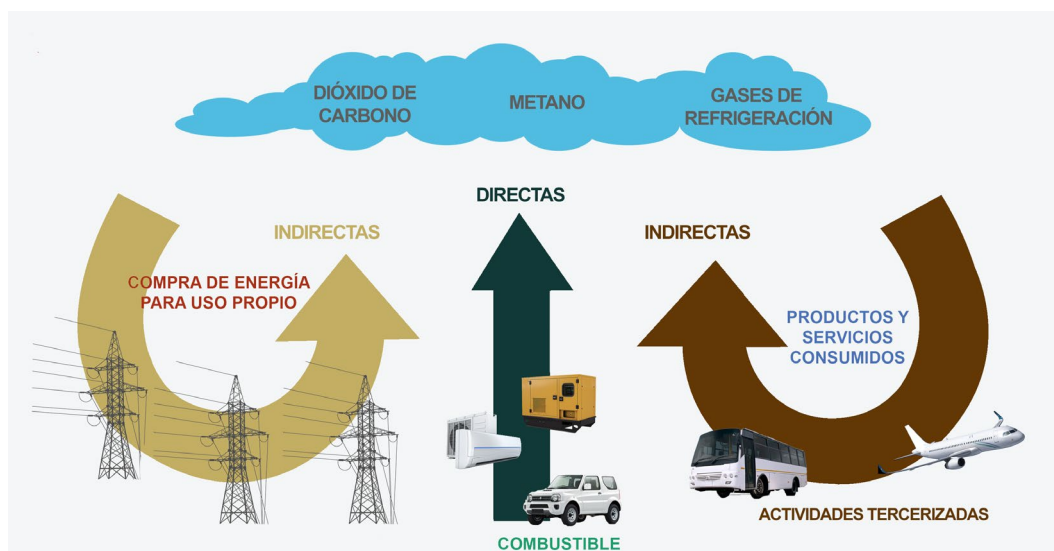 DIÓXIDO DE
CARBONO
METANO
GASES DE
REFRIGERACIÓN
DIRECTAS
INDIRECTAS
INDIRECTAS
COMPRA DE ENERGÍA
PARA USO PROPIO
PRODUCTOS Y
SERVICIOS
CONSUMIDOS
ACTIVIDADES TERCERIZADAS
COMBUSTIBLE